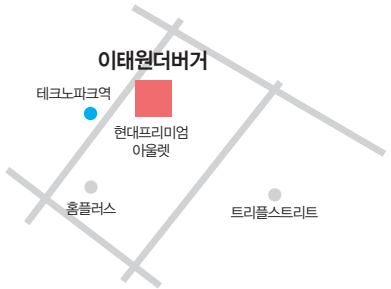 이태원더버거
테크노파크역
현대프리미엄
아울렛
홈플러스
트리플스트리트